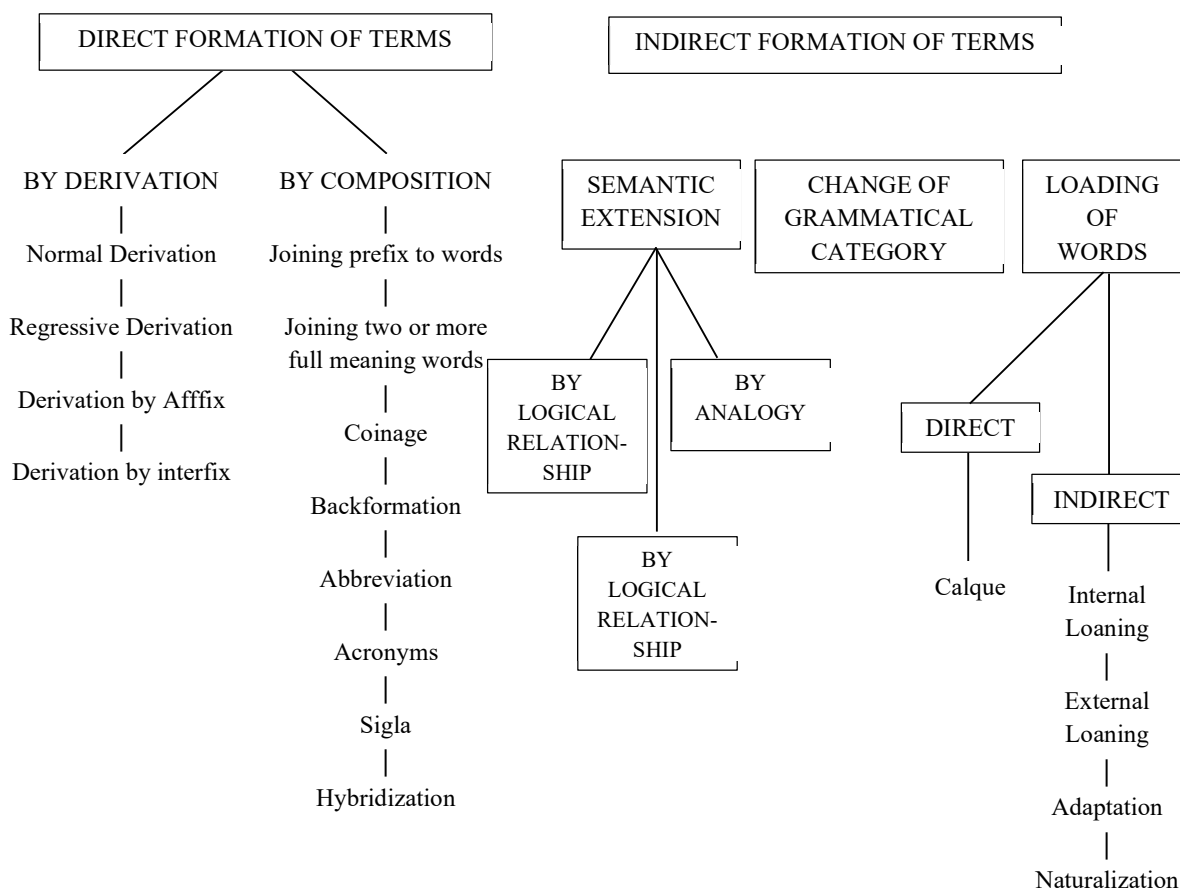 DIRECT FORMATION OF TERMS
INDIRECT FORMATION OF TERMS
BY DERIVATION
Normal Derivation
Regressive Derivation
Derivation by Afffix
Derivation by interfix
BY COMPOSITION
Joining prefix to words
Joining two or more
full meaning words
Coinage
Backformation
Abbreviation
Acronyms
Sigla
Hybridization
SEMANTIC
EXTENSION
BY
LOGICAL
RELATION-
SHIP
BY
LOGICAL
RELATION-
SHIP
BY
ANALOGY
CHANGE OF
GRAMMATICAL
CATEGORY
LOADING
OF
WORDS
DIRECT
Calque
INDIRECT
Internal
Loaning
External
Loaning
Adaptation
Naturalization